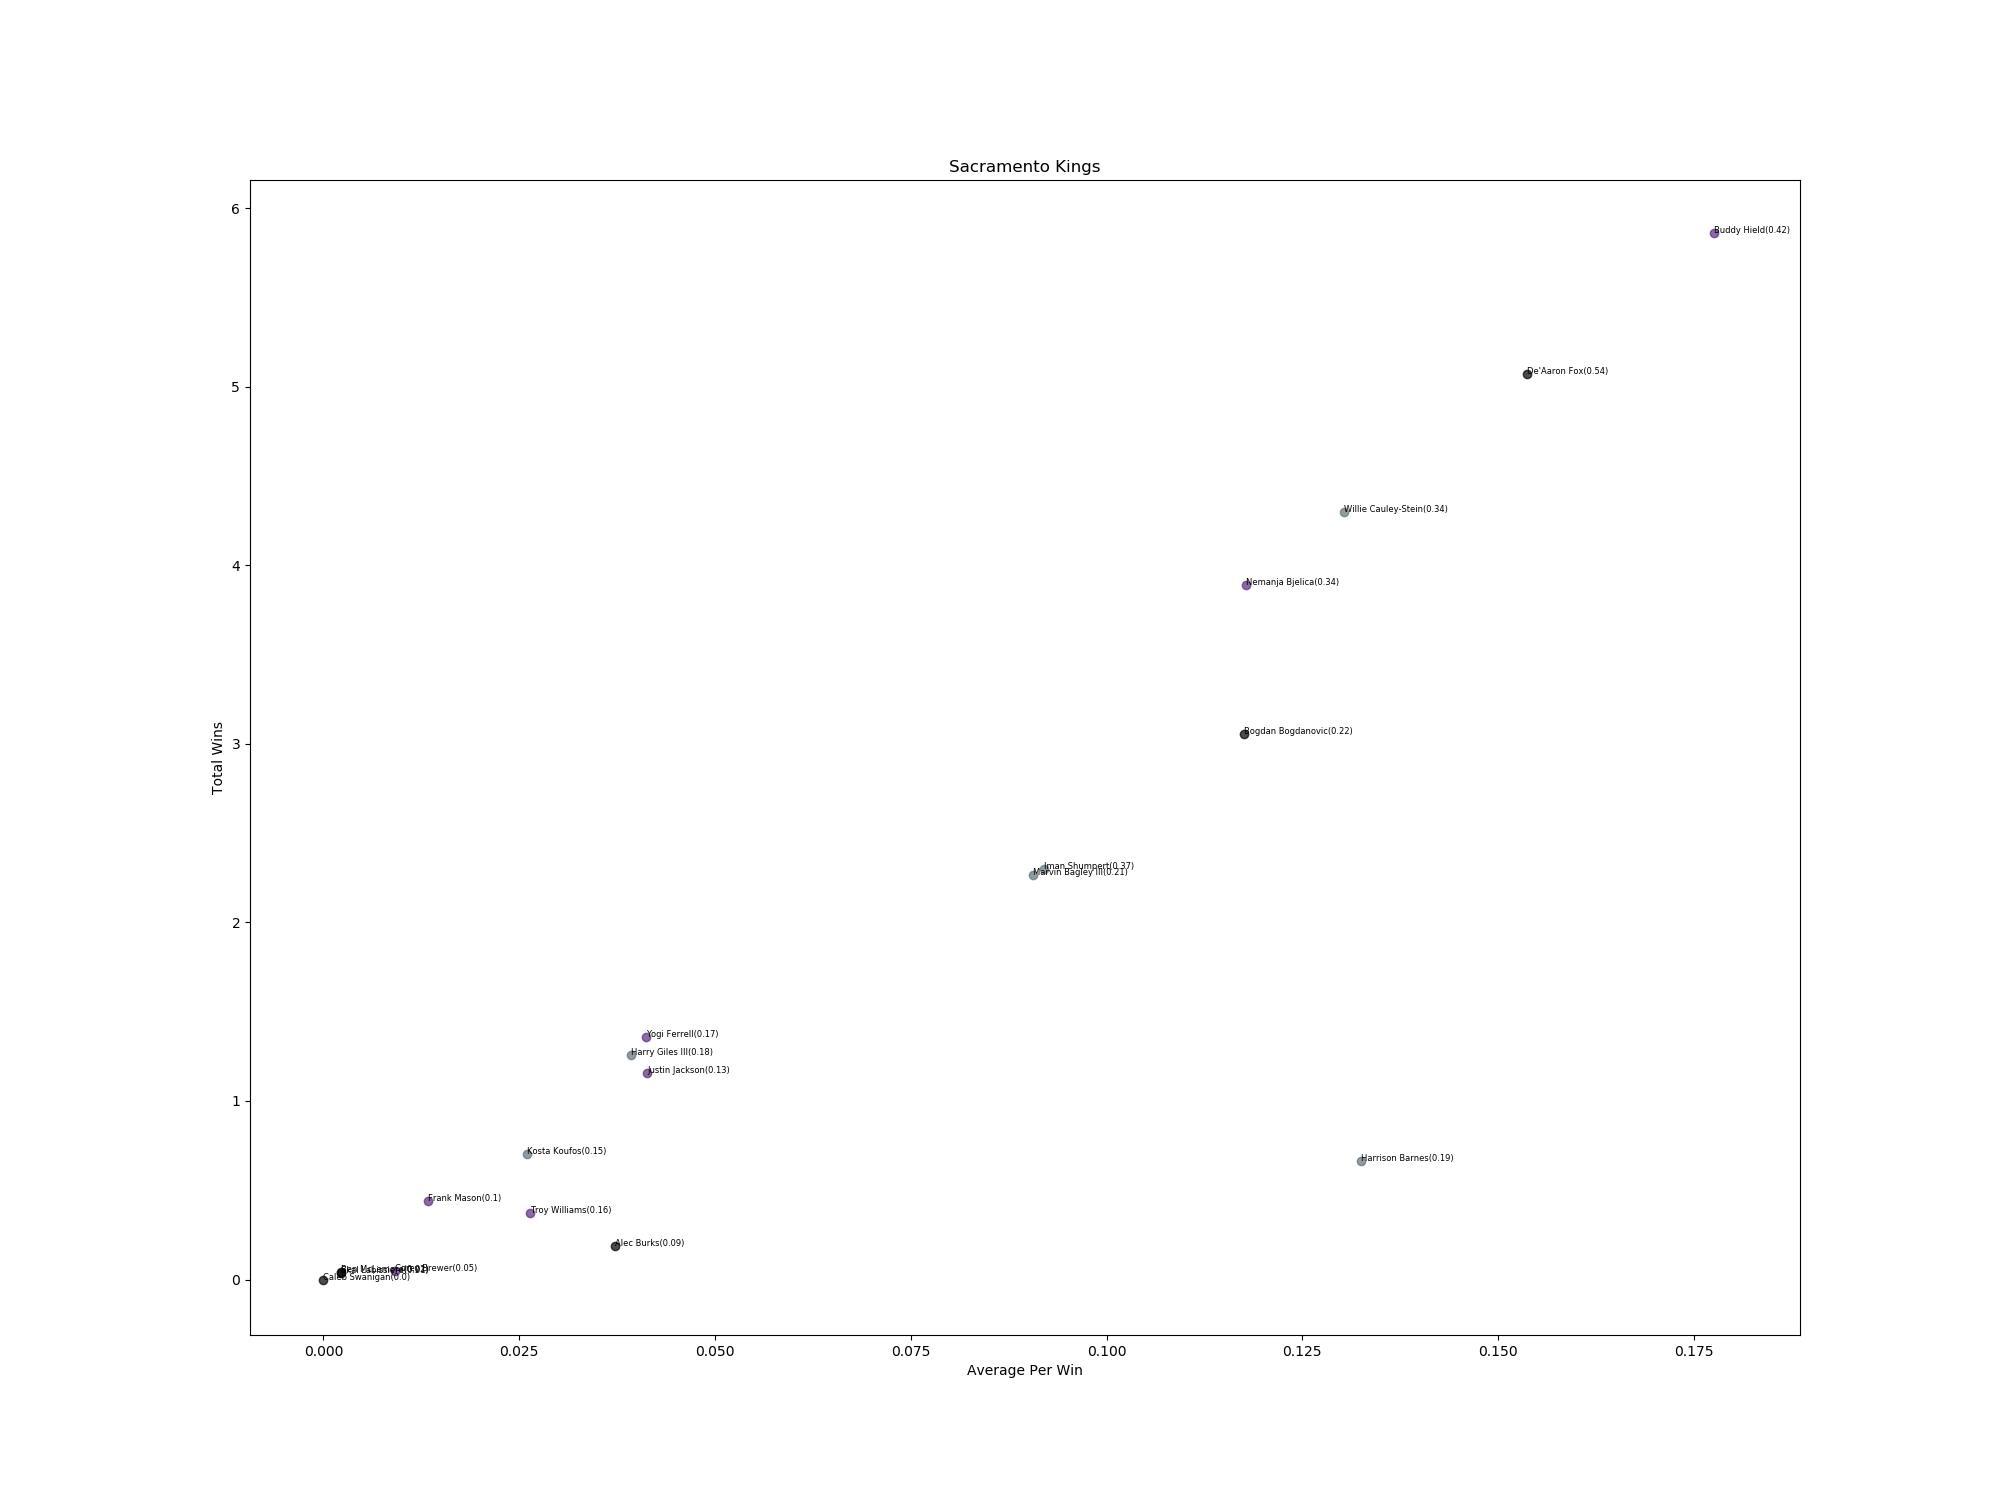 Sacramento Kings
6
Buddy Hield(0.42)
5
De'Aaron Fox(0.54)
Willie Cauley-Stein(0.34)
4
Nemanja Bjelica(0.34)
3
Bogdan Bogdanovic(0.22)
Total Wins
Iman Shumpert(0.37)
Marvin Bagley III(0.21)
2
Yogi Ferrell(0.17)
Harry Giles III(0.18)
Justin Jackson(0.13)
1
Kosta Koufos(0.15)
Harrison Barnes(0.19)
Frank Mason(0.1)
Troy Williams(0.16)
Alec Burks(0.09)
Corey Brewer(0.05)
Caleb Swanigan(0.0)
0
0.000 0.025 0.050 0.075 0.100 0.125 0.150 0.175
Average Per Win